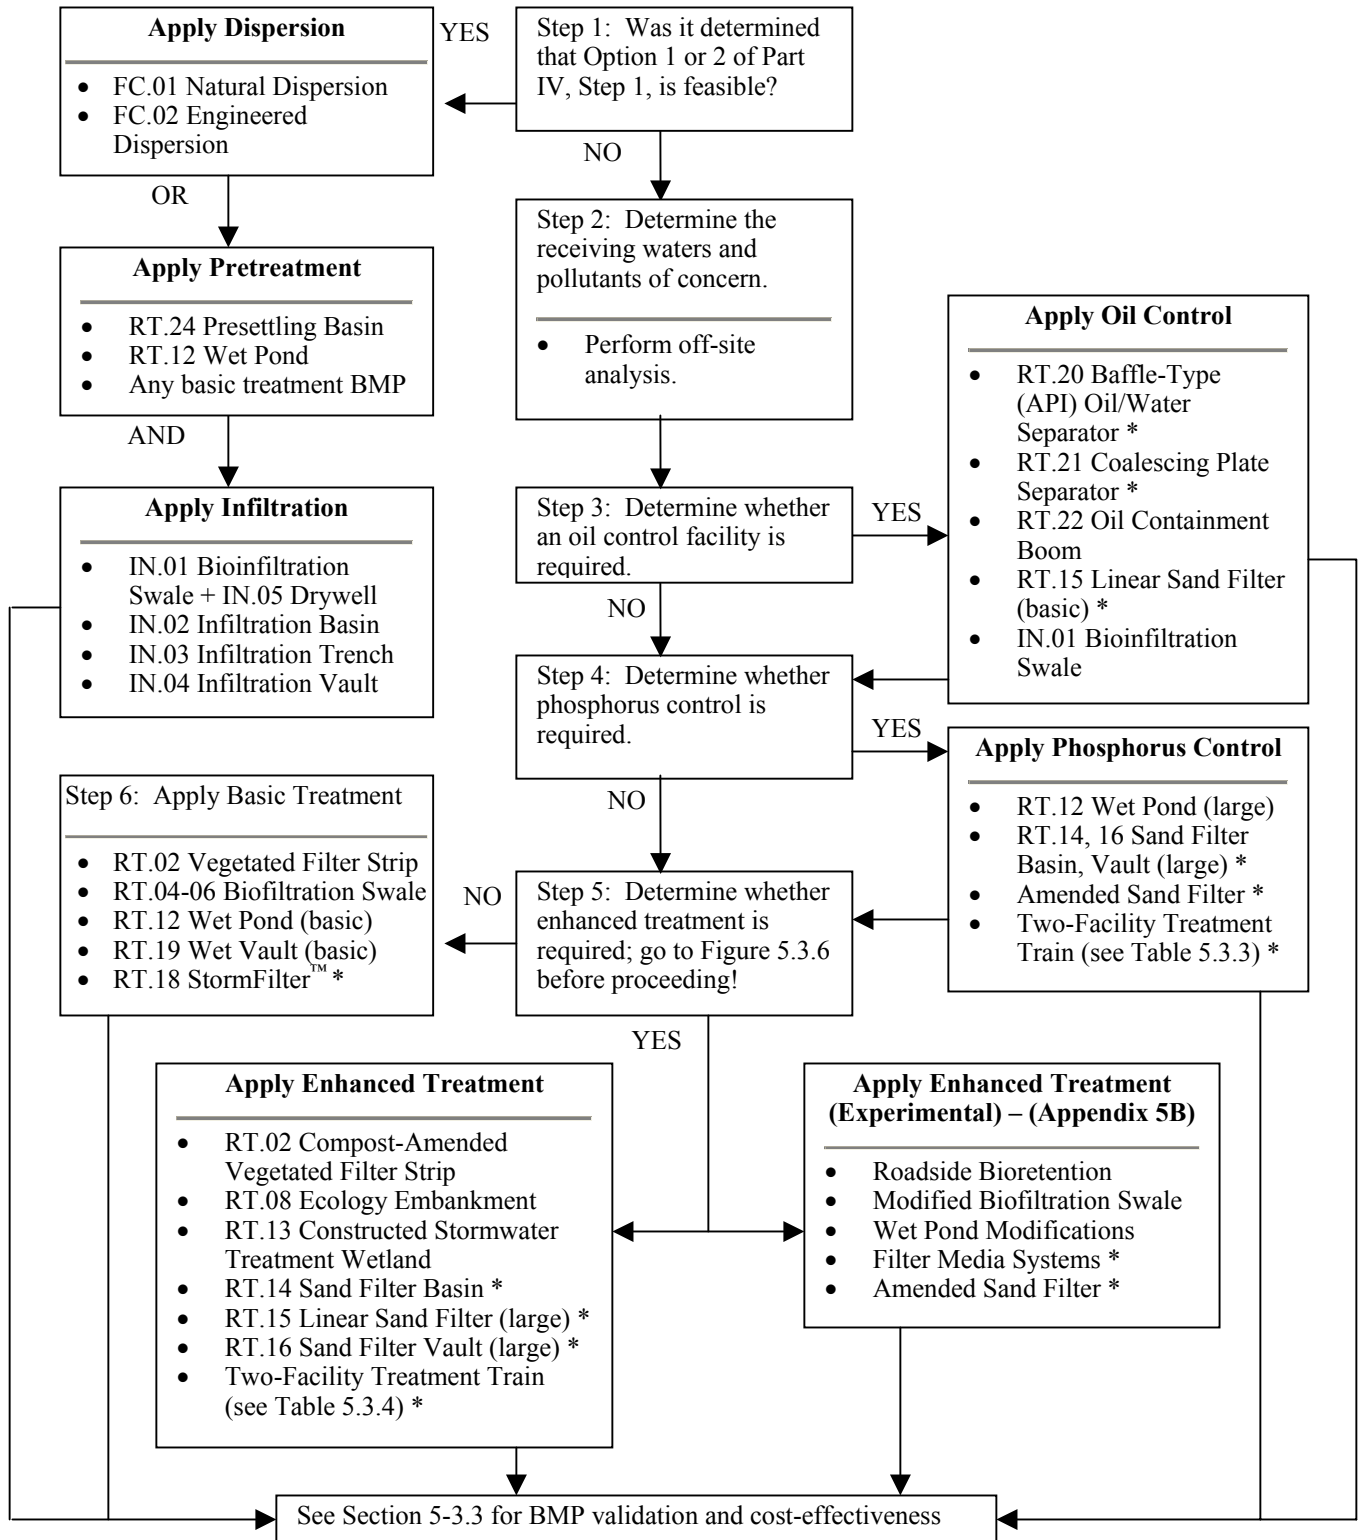 Apply Dispersion
• FC.01 Natural Dispersion
• FC.02 Engineered
Dispersion
YES
Step 1: Was it determined
that Option 1 or 2 of Part
IV, Step 1, is feasible?
OR
NO
Apply Pretreatment
• RT.24 Presettling Basin
• RT.12 Wet Pond
• Any basic treatment BMP
Step 2: Determine the
receiving waters and
pollutants of concern.
• Perform off-site
analysis.
AND
Apply Infiltration
• IN.01 Bioinfiltration
Swale + IN.05 Drywell
• IN.02 Infiltration Basin
• IN.03 Infiltration Trench
• IN.04 Infiltration Vault
Step 3: Determine whether
an oil control facility is
required.
YES
Apply Oil Control
• RT.20 Baffle-Type
(API) Oil/Water
Separator *
• RT.21 Coalescing Plate
Separator *
• RT.22 Oil Containment
Boom
• RT.15 Linear Sand Filter
(basic) *
• IN.01 Bioinfiltration
Swale
NO
Step 4: Determine whether
phosphorus control is
required.
YES
Apply Phosphorus Control
• RT.12 Wet Pond (large)
• RT.14, 16 Sand Filter
Basin, Vault (large) *
• Amended Sand Filter *
• Two-Facility Treatment
Train (see Table 5.3.3) *
NO
Step 5: Determine whether
enhanced treatment is
required; go to Figure 5.3.6
before proceeding!
NO
Step 6: Apply Basic Treatment
• RT.02 Vegetated Filter Strip
• RT.04-06 Biofiltration Swale
• RT.12 Wet Pond (basic)
• RT.19 Wet Vault (basic)
• RT.18 StormFilter™ *
YES
Apply Enhanced Treatment
• RT.02 Compost-Amended
Vegetated Filter Strip
• RT.08 Ecology Embankment
• RT.13 Constructed Stormwater
Treatment Wetland
• RT.14 Sand Filter Basin *
• RT.15 Linear Sand Filter (large) *
• RT.16 Sand Filter Vault (large) *
• Two-Facility Treatment Train
(see Table 5.3.4) *
Apply Enhanced Treatment
(Experimental) – (Appendix 5B)
• Roadside Bioretention
• Modified Biofiltration Swale
• Wet Pond Modifications
• Filter Media Systems *
• Amended Sand Filter *
See Section 5-3.3 for BMP validation and cost-effectiveness